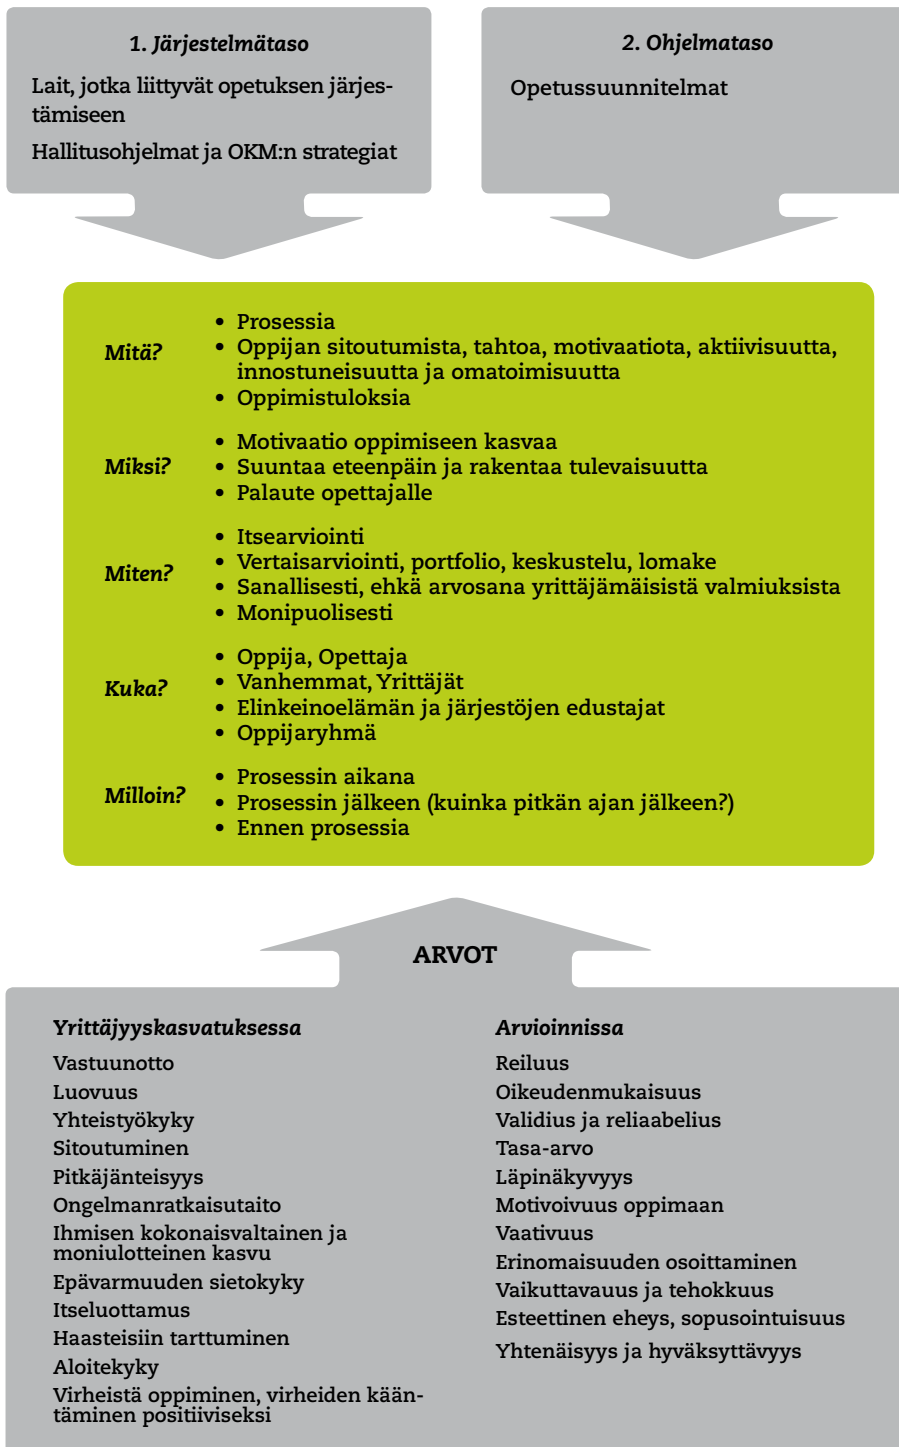 1. Järjestelmätaso
Lait, jotka liittyvät opetuksen järjes-
tämiseen
Hallitusohjelmat ja OKM:n strategiat
2. Ohjelmataso
Opetussuunnitelmat
Mitä?
• Prosessia
• Oppijan sitoutumista, tahtoa, motivaatiota, aktiivisuutta,
innostuneisuutta ja omatoimisuutta
• Oppimistuloksia
Miksi?
• Motivaatio oppimiseen kasvaa
• Suuntaa eteenpäin ja rakentaa tulevaisuutta
• Palaute opettajalle
Miten?
• Itsearviointi
• Vertaisarviointi, portfolio, keskustelu, lomake
• Sanallisesti, ehkä arvosana yrittäjämäisistä valmiuksista
• Monipuolisesti
Kuka?
• Oppija, Opettaja
• Vanhemmat, Yrittäjät
• Elinkeinoelämän ja järjestöjen edustajat
• Oppijaryhmä
Milloin?
• Prosessin aikana
• Prosessin jälkeen (kuinka pitkän ajan jälkeen?)
• Ennen prosessia
ARVOT
Yrittäjyyskasvatuksessa
Vastuunotto
Luovuus
Yhteistyökyky
Sitoutuminen
Pitkäjänteisyys
Ongelmanratkaisutaito
Ihmisen kokonaisvaltainen ja
moniulotteinen kasvu
Epävarmuuden sietokyky
Itseluottamus
Haasteisiin tarttuminen
Aloitekyky
Virheistä oppiminen, virheiden kään-
täminen positiiviseksi
Arvioinnissa
Reiluus
Oikeudenmukaisuus
Validius ja reliaabelius
Tasa-arvo
Läpinäkyvyys
Motivoivuus oppimaan
Vaativuus
Erinomaisuuden osoittaminen
Vaikuttavauus ja tehokkuus
Esteettinen eheys, sopusointuisuus
Yhtenäisyys ja hyväksyttävyys